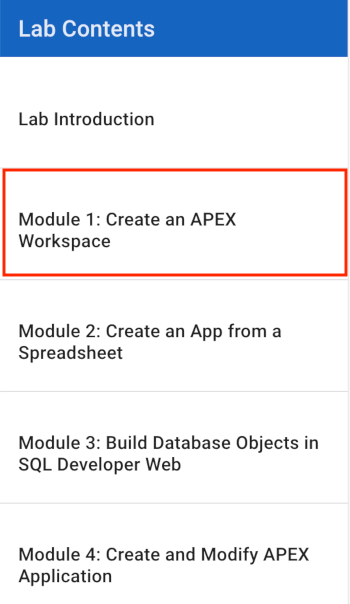 Lab Contents
Lab Introduction
Module 1: Create an APEX
Workspace
Module 2: Create an App from a
Spreadsheet
Module 3: Build Database Objects in
SQL Developer Web
Module 4: Create and Modify APEX
Application